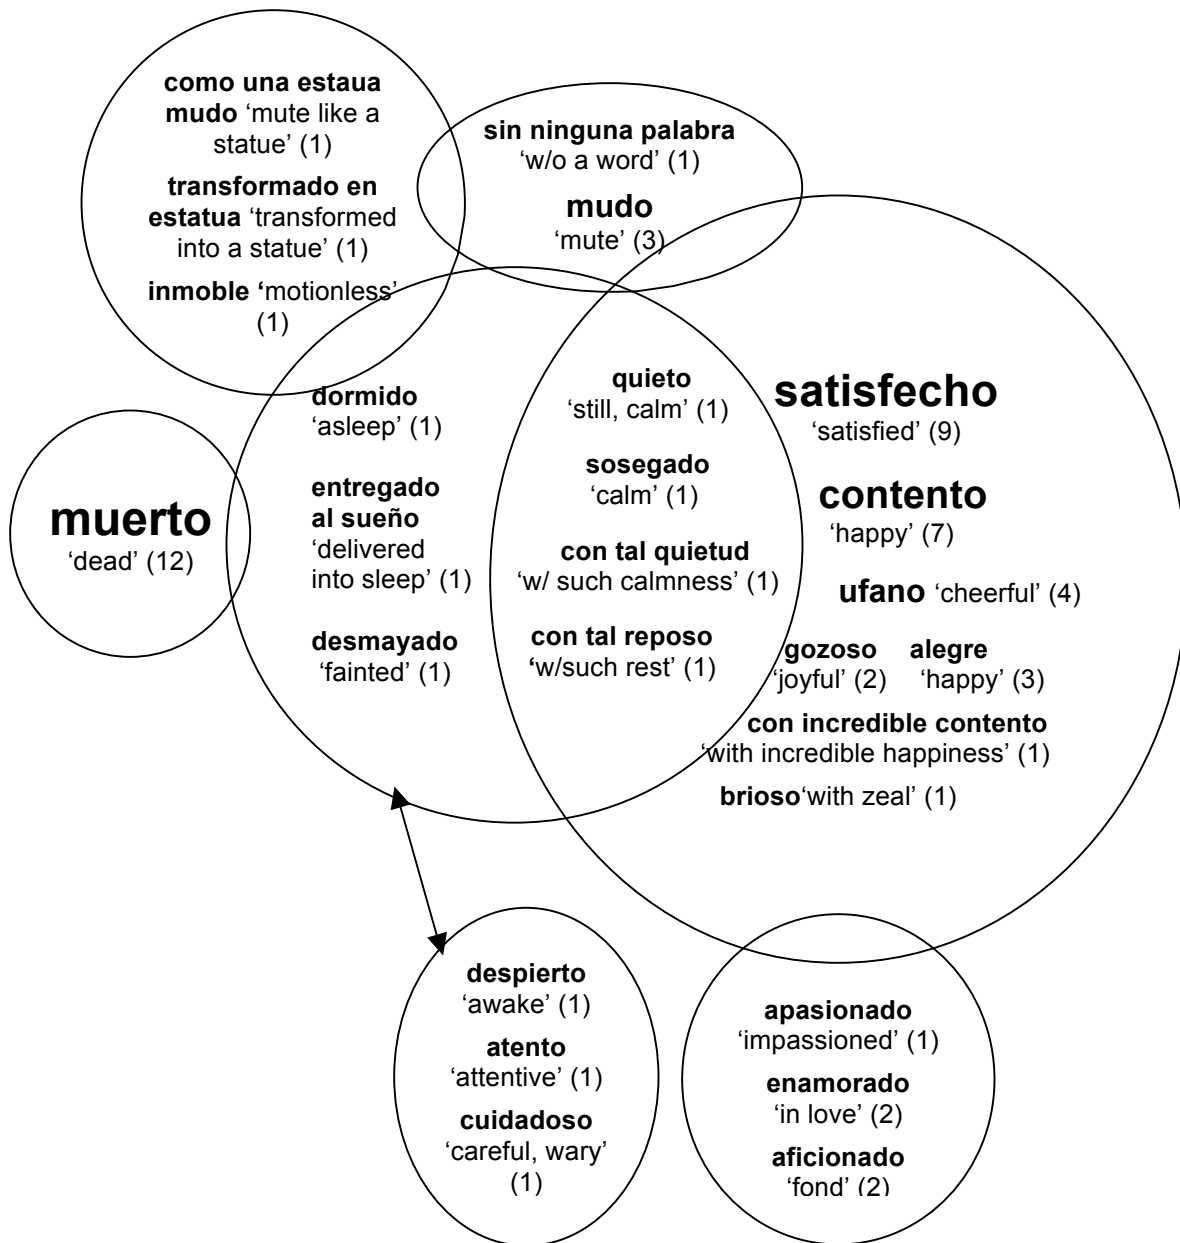 como una estaua
mudo ‘mute like a
statue’ (1)
transformado en
estatua ‘transformed
into a statue’ (1)
inmoble ‘motionless’
(1)
sin ninguna palabra
‘w/o a word’ (1)
mudo
‘mute’ (3)
muerto
‘dead’ (12)
dormido
‘asleep’ (1)
entregado
al sueño
‘delivered
into sleep’ (1)
desmayado
‘fainted’ (1)
quieto
‘still, calm’ (1)
sosegado
‘calm’ (1)
con tal quietud
‘w/ such calmness’ (1)
con tal reposo
‘w/such rest’ (1)
satisfecho
‘satisfied’ (9)
contento
‘happy’ (7)
ufano ‘cheerful’ (4)
gozoso alegre
‘joyful’ (2) ‘happy’ (3)
con incredible contento
‘with incredible happiness’ (1)
brioso‘with zeal’ (1)
despierto
‘awake’ (1)
atento
‘attentive’ (1)
cuidadoso
‘careful, wary’
(1)
apasionado
‘impassioned’ (1)
enamorado
‘in love’ (2)
aficionado
‘fond’ (2)